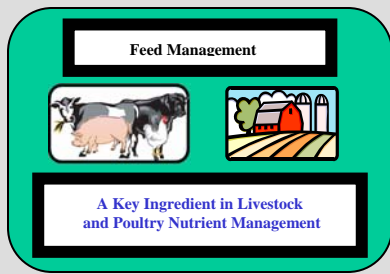 Feed Management
A Key Ingredient in Livestock
and Poultry Nutrient Management